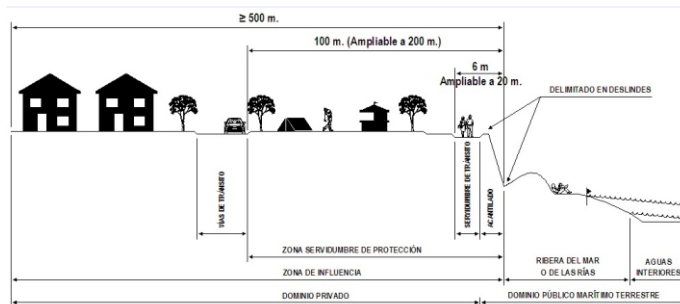 ≥ 500 m.
100 m. (Ampliable a 200 m.)
6 m
Ampliable a 20 m.
DELIMITADO EN DESLINDES
VÍAS DE TRÁNSITO
SERVIDUMBRE DE TRÁNSITO
ACANTILADO
ZONA SERVIDUMBRE DE PROTECCIÓN
ZONA DE INFLUENCIA
RIBERA DEL MAR
O DE LAS RÍAS
AGUAS
INTERIORES
DOMINIO PRIVADO
DOMINIO PÚBLICO MARÍTIMO TERRESTRE